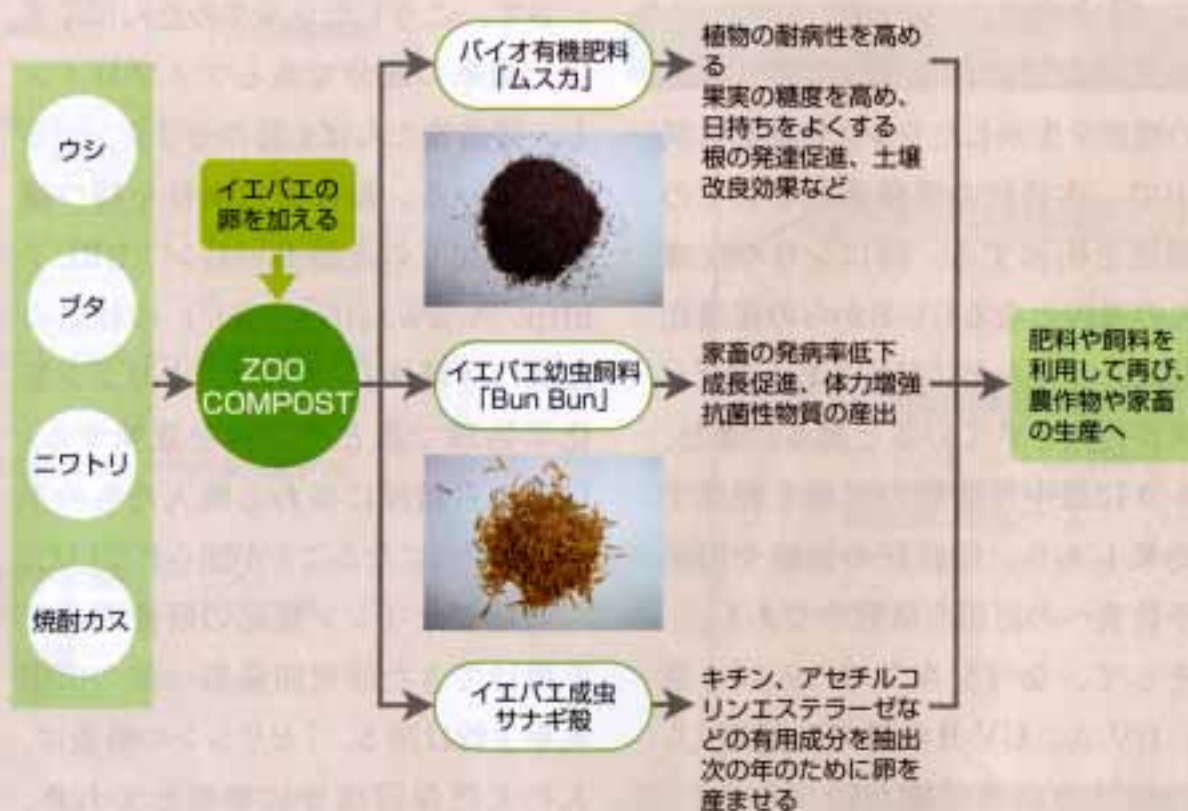 ウシ
ブタ
ニワトリ
焼酎カス
イエバエの
卵を加える
ZOO
COMPOST
バイオ有機肥料
「ムスカ」
植物の耐病性を高め
る
果実の糖度を高め、
日持ちをよくする
根の発達促進、土壌
改良効果など
イエバエ幼虫飼料
「Bun Bun」
家畜の発病率低下
成長促進、体力増強
抗菌性物質の産出
イエバエ成虫
サナギ殻
キチン、アセチルコ
リンエステラーゼな
どの有用成分を抽出
次の年のために卵を
産ませる
肥料や飼料を
利用して再び、
農作物や家畜
の生産へ